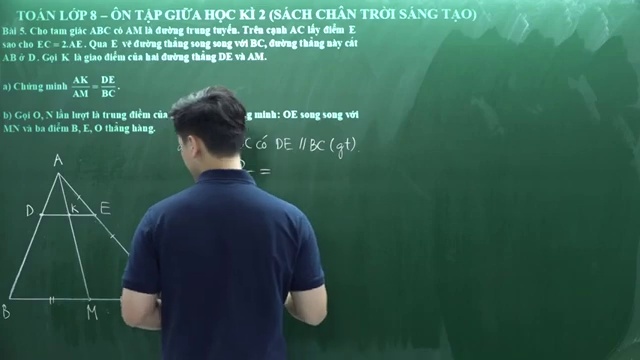 TOÁN LỚP 8 – ÔN TẬP GIỮA HỌC KÌ 2 (SÁCH CHÂN TRỜI SÁNG TẠO)
Bài 5. Cho tam giác ABC có AM là đường trung tuyến. Trên cạnh AC lấy điểm E
sao cho EC = 2.AE. Qua E vẽ đường thẳng song song với BC, đường thẳng này cắt
AB ở D. Gọi K là giao điểm của hai đường thẳng DE và AM.
a) Chứng minh AK/AM = DE/BC.
b) Gọi O, N lần lượt là trung điểm của minh: OE song song với
MN và ba điểm B, E, O thẳng hàng.
C có DE // BC (gt).
=
A
D K E
B M